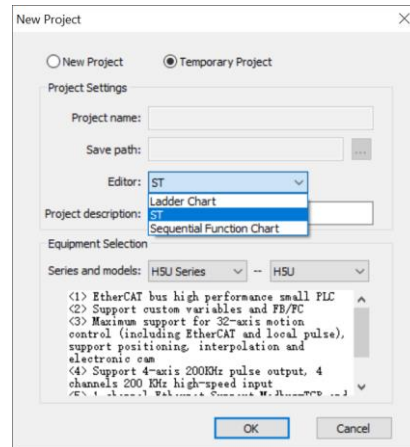 New Project
New Project Temporary Project
Project Settings
Project name:
Save path: ...
Editor: ST
Ladder Chart
Project description: ST
Sequential Function Chart
Equipment Selection
Series and models: H5U Series -- H5U
<1> EtherCAT bus high performance small PLC
<2> Support custom variables and FB/FC
<3> Maximum support for 32-axis motion
control (including EtherCAT and local pulse),
support positioning, interpolation and
electronic cam
<4> Support 4-axis 200KHz pulse output, 4
channels 200 KHz high-speed input
OK Cancel